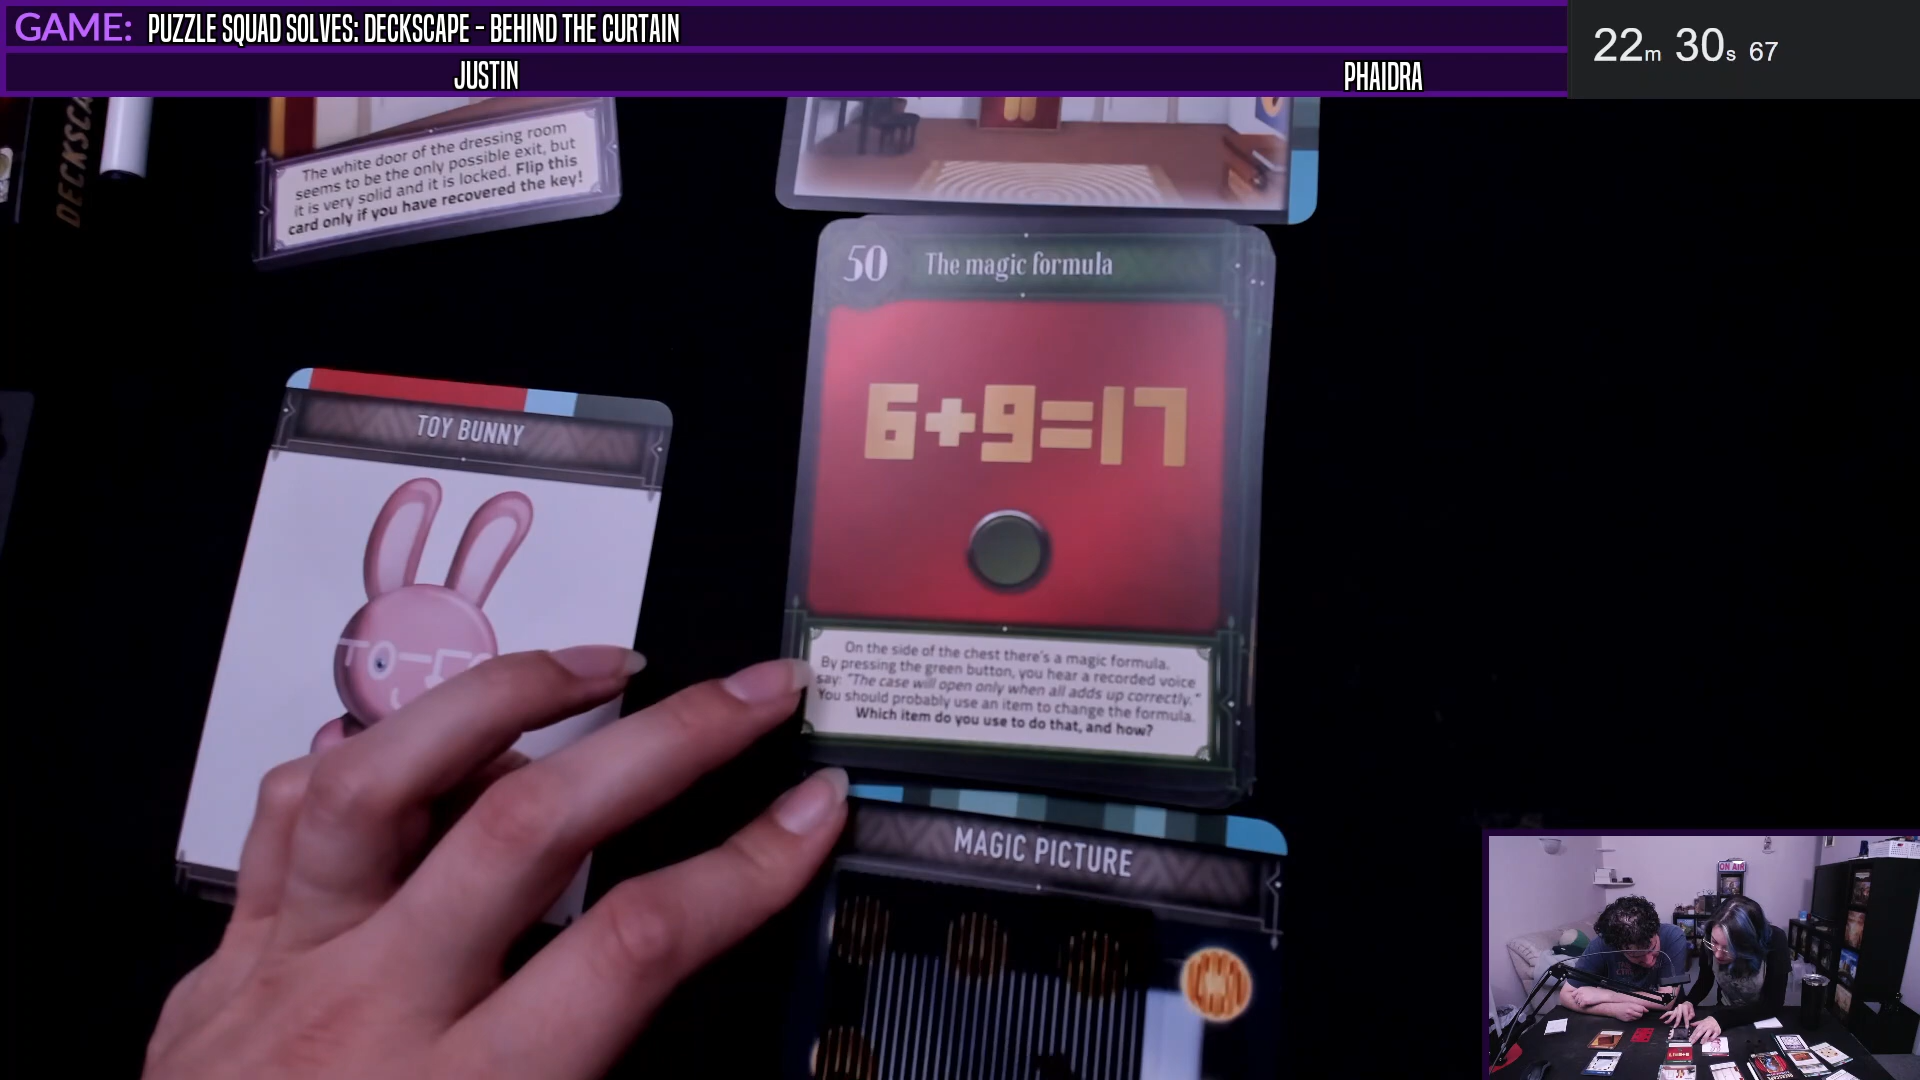 GAME: PUZZLE SQUAD SOLVES: DECKSCAPE - BEHIND THE CURTAIN
22m 30s 67
JUSTIN
PHAIDRA
The white door of the dressing room
seems to be the only possible exit, but
it is very solid and it is locked. Flip this
card only if you have recovered the key!
50 The magic formula
6+9=17
On the side of the chest there's a magic formula.
By pressing the green button, you hear a recorded voice
say: "The case will open only when all adds up correctly."
You should probably use an item to change the formula.
Which item do you use to do that, and how?
TOY BUNNY
MAGIC PICTURE
ON AIR